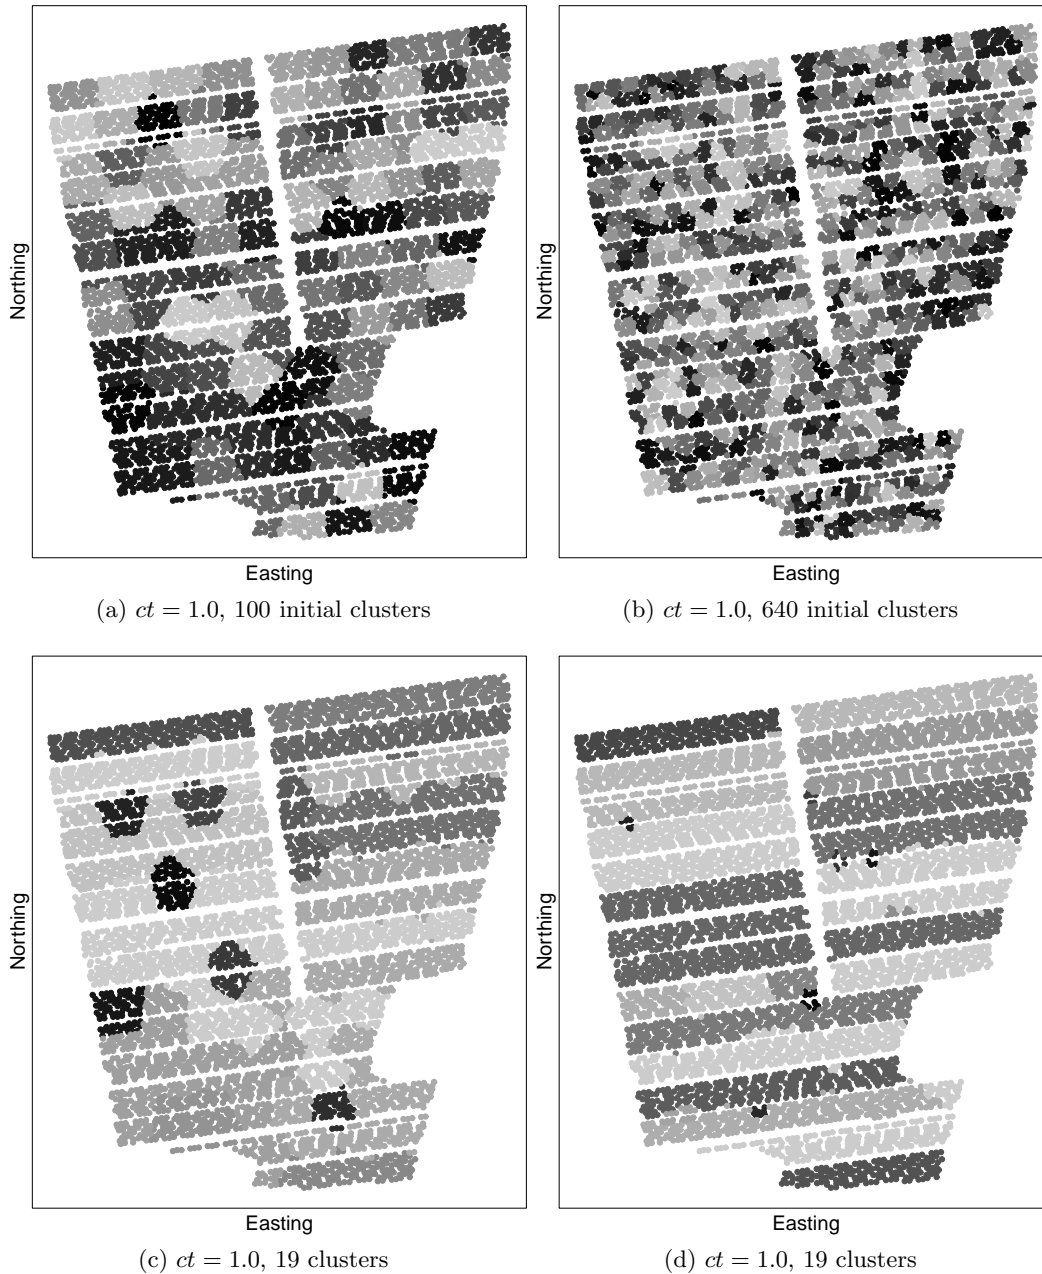 Northing
Easting
(a) ct = 1.0, 100 initial clusters
Northing
Easting
(b) ct = 1.0, 640 initial clusters
Northing
Easting
(c) ct = 1.0, 19 clusters
Northing
Easting
(d) ct = 1.0, 19 clusters